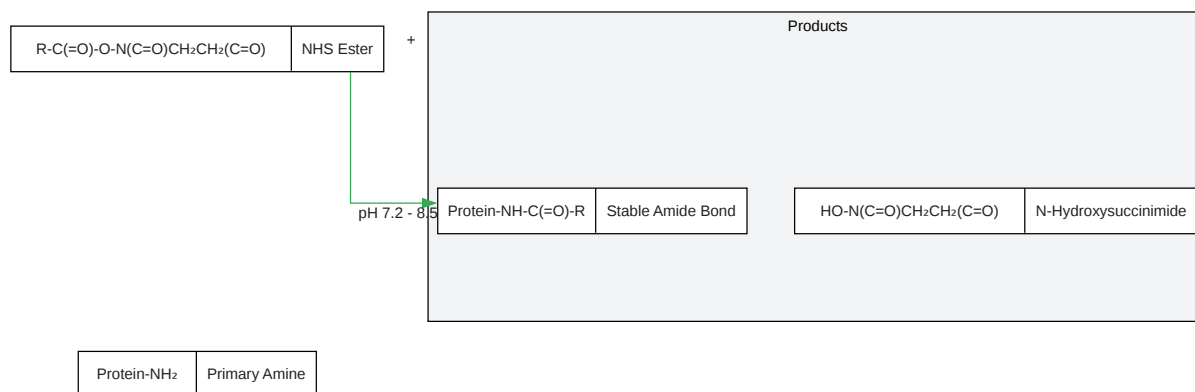 Products
R-C(=O)-O-N(C=O)CH₂CH₂(C=O) NHS Ester +
pH 7.2 - 8.5
Protein-NH-C(=O)-R Stable Amide Bond HO-N(C=O)CH₂CH₂(C=O) N-Hydroxysuccinimide
Protein-NH₂ Primary Amine